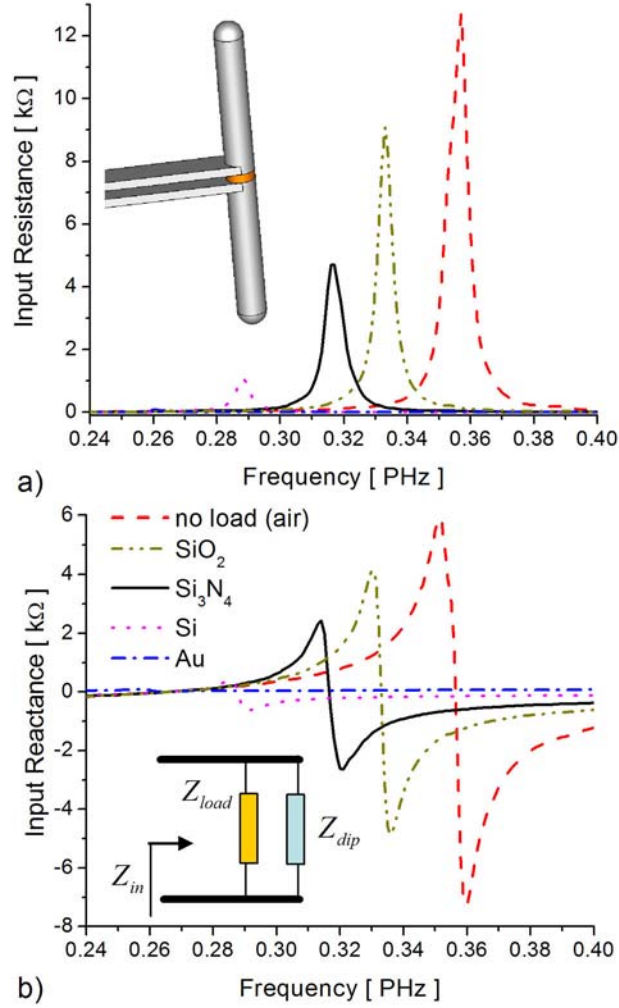 12
10
8
6
4
2
0
Input Resistance [ kΩ ]
0.24 0.26 0.28 0.30 0.32 0.34 0.36 0.38 0.40
Frequency [ PHz ]
a)
6
4
2
0
-2
-4
-6
-8
Input Reactance [ kΩ ]
no load (air)
SiO₂
Si₃N₄
Si
Au
Z_load
Z_dip
Z_in
0.24 0.26 0.28 0.30 0.32 0.34 0.36 0.38 0.40
Frequency [ PHz ]
b)